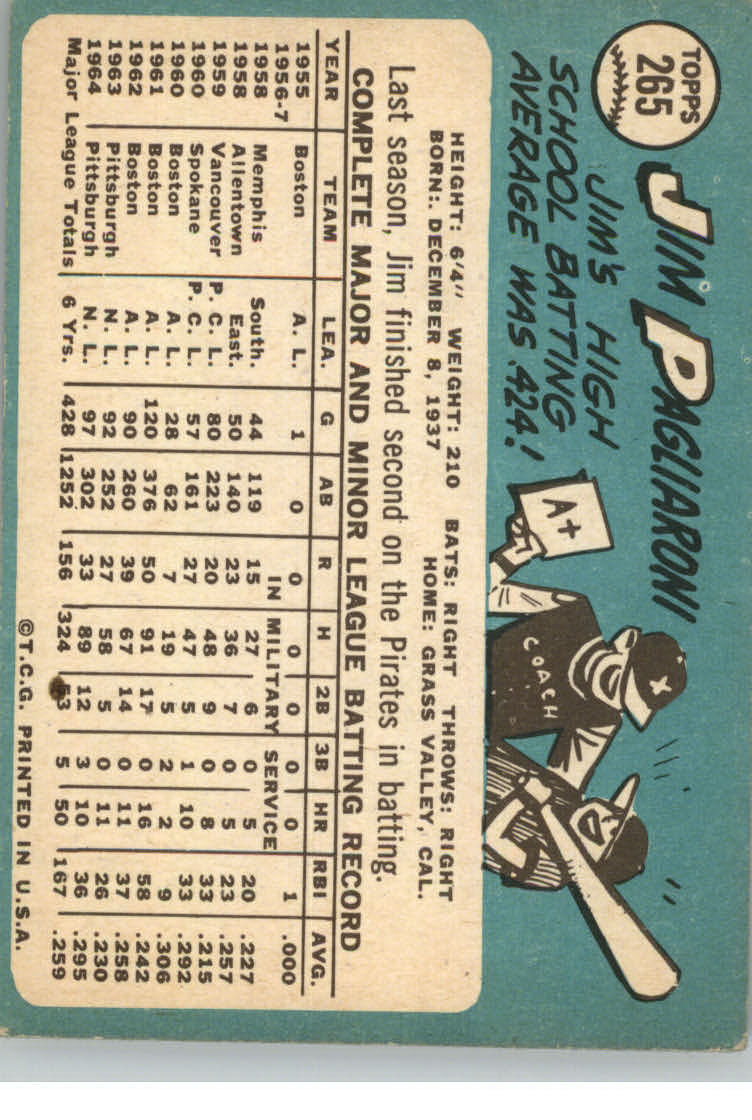 TOPPS
265
JIM PAGLIARONI
JIM'S HIGH
SCHOOL BATTING
AVERAGE WAS .424!
A+
COACH
HEIGHT: 6'4" WEIGHT: 210 BATS: RIGHT THROWS: RIGHT
BORN: DECEMBER 8, 1937 HOME: GRASS VALLEY, CAL.
Last season, Jim finished second on the Pirates in batting.
COMPLETE MAJOR AND MINOR LEAGUE BATTING RECORD
YEAR TEAM LEA. G AB R H 2B 3B HR RBI AVG.
1955 Boston A. L. 1 0 0 0 0 0 0 1 .000
1956-7 IN MILITARY SERVICE
1958 Memphis South. 44 119 15 27 6 0 5 20 .227
1958 Allentown East. 50 140 23 36 7 0 5 23 .257
1959 Vancouver P. C. L. 80 223 20 48 9 0 8 33 .215
1960 Spokane P. C. L. 57 161 27 47 5 1 10 33 .292
1960 Boston A. L. 28 62 7 19 5 2 2 9 .306
1961 Boston A. L. 120 376 50 91 17 0 16 58 .242
1962 Boston A. L. 90 260 39 67 14 0 11 37 .258
1963 Pittsburgh N. L. 92 252 27 58 5 0 11 26 .230
1964 Pittsburgh N. L. 97 302 33 89 12 3 10 36 .295
Major League Totals 6 Yrs. 428 1252 156 324 53 5 50 167 .259
©T.C.G. PRINTED IN U.S.A.